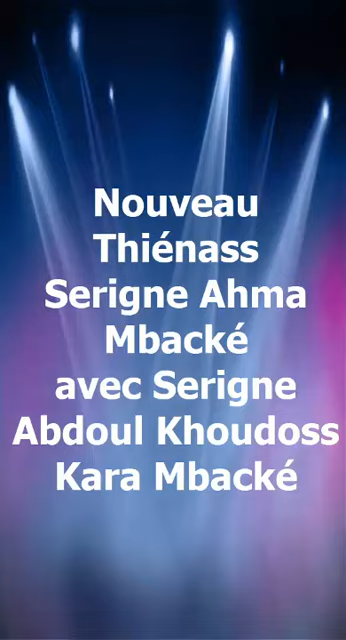 Nouveau
Thiénass
Serigne Ahma
Mbacké
avec Serigne
Abdoul Khoudoss
Kara Mbacké